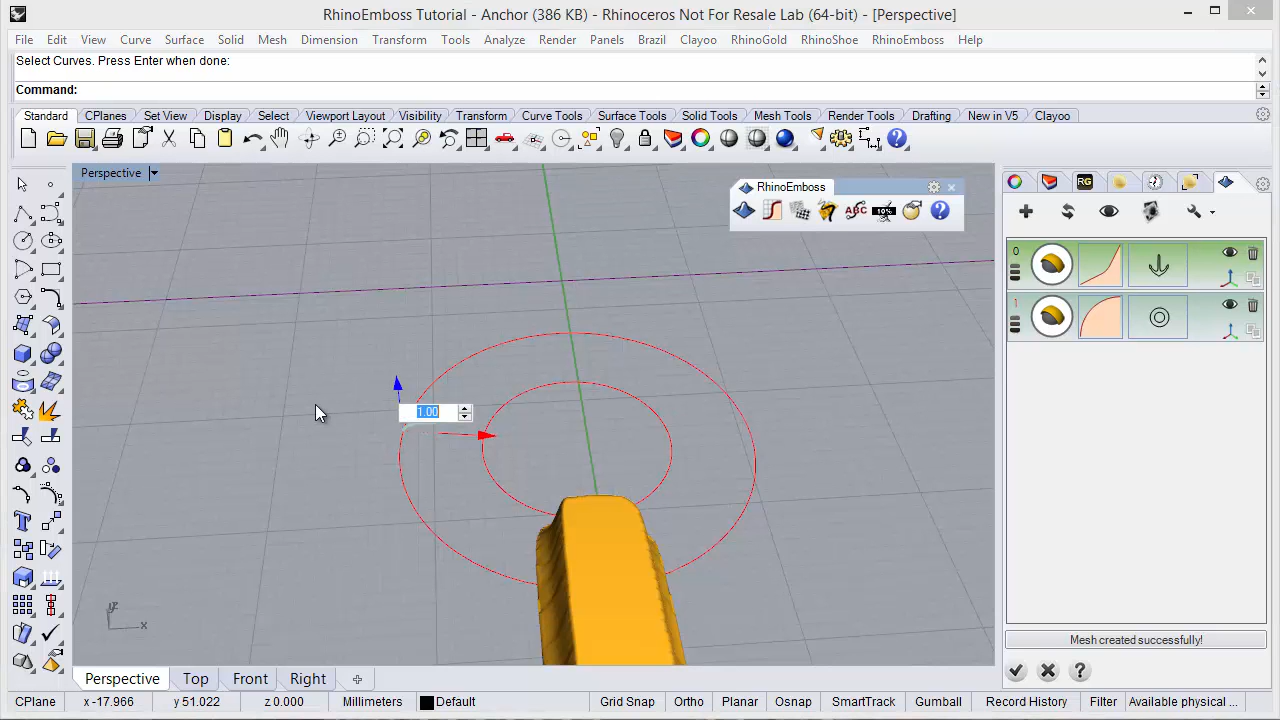 RhinoEmboss Tutorial - Anchor (386 KB) - Rhinoceros Not For Resale Lab (64-bit) - [Perspective]
File Edit View Curve Surface Solid Mesh Dimension Transform Tools Analyze Render Panels Brazil Clayoo RhinoGold RhinoShoe RhinoEmboss Help
Select Curves. Press Enter when done:
Command:
Standard CPlanes Set View Display Select Viewport Layout Visibility Transform Curve Tools Surface Tools Solid Tools Mesh Tools Render Tools Drafting New in V5 Clayoo
Perspective
RhinoEmboss
RG
ABC 10%
0
1
1.00
y
x
Mesh created successfully!
Perspective Top Front Right
CPlane x -17.966 y 51.022 z 0.000 Millimeters Default Grid Snap Ortho Planar Osnap SmartTrack Gumball Record History Filter Available physical ...